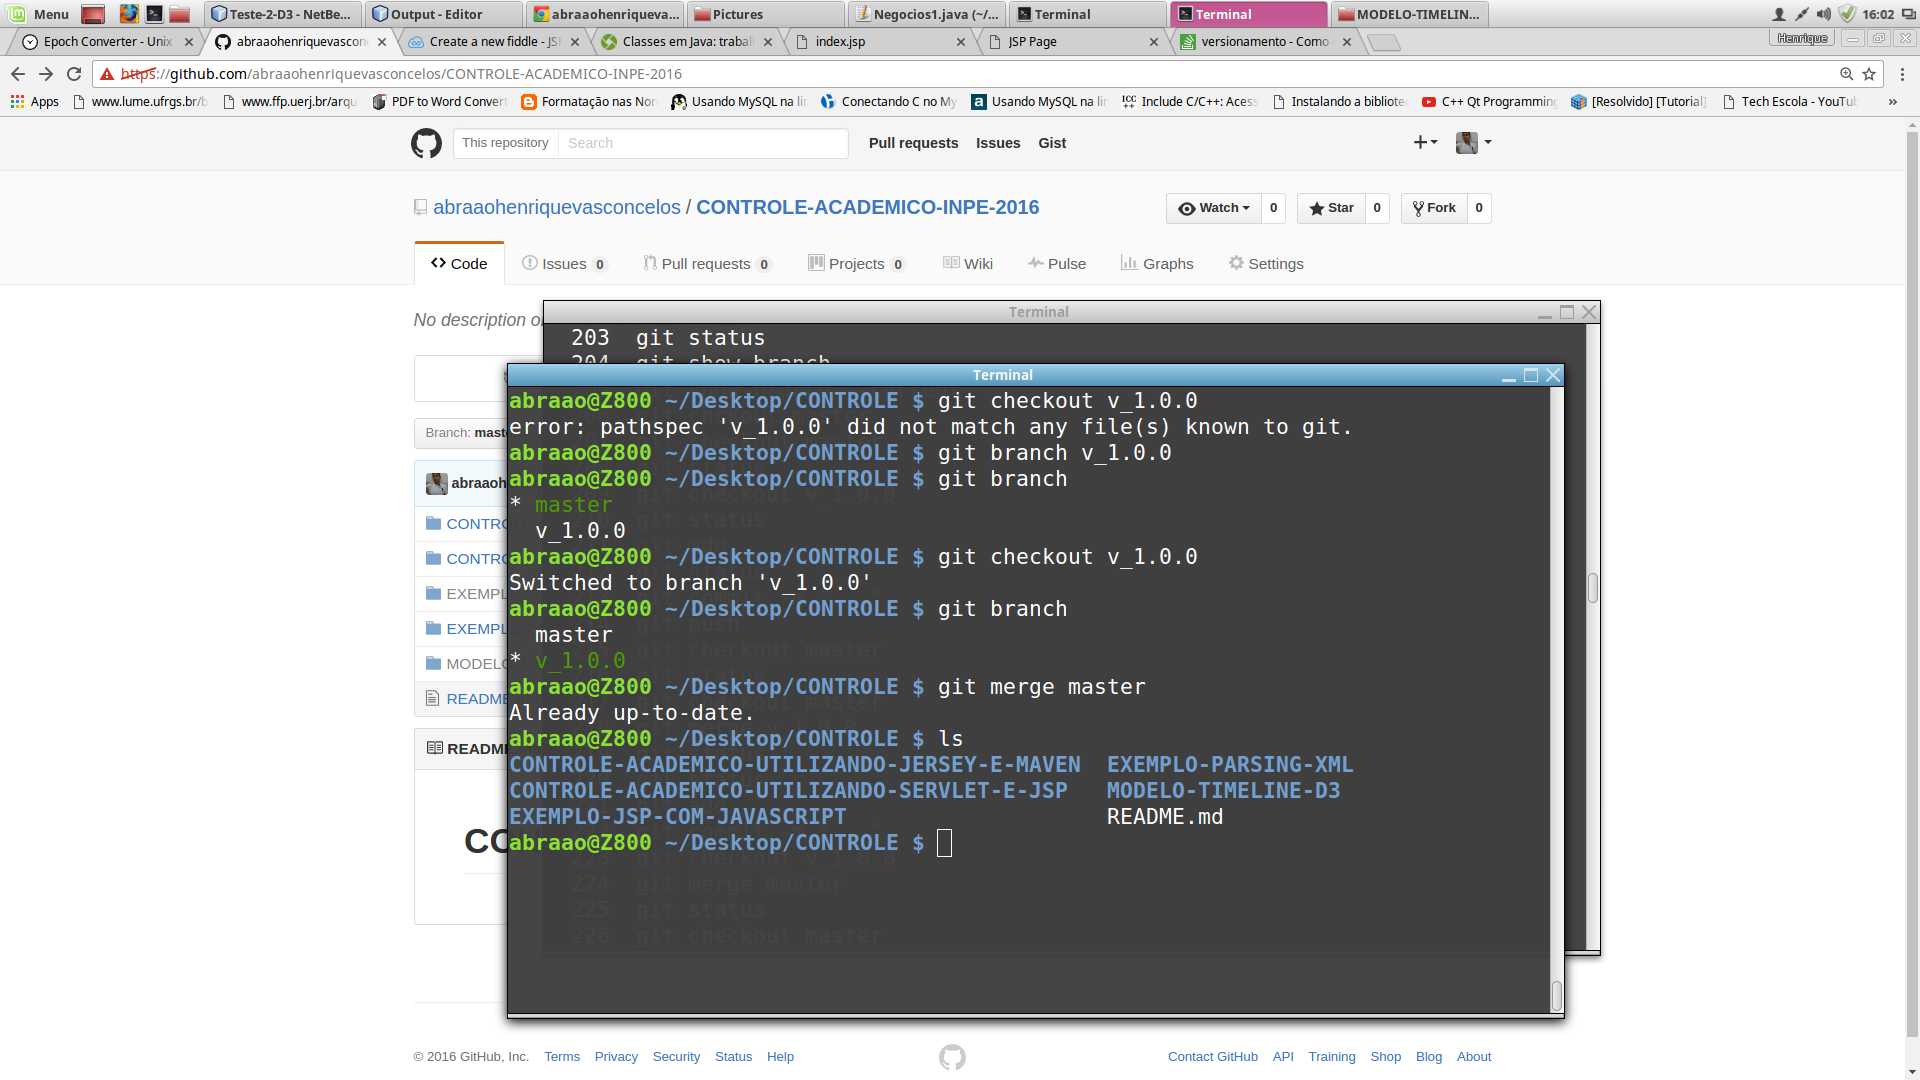 Menu
Teste-2-D3 - NetBe...
Output - Editor
abraaohenriqueva...
Pictures
Negocios1.java (~/...
Terminal
Terminal
MODELO-TIMELIN...
16:02
Epoch Converter - Unix
abraaohenriquevascon
Create a new fiddle - JSF
Classes em Java: trabal
index.jsp
JSP Page
versionamento - Como
Henrique
https://github.com/abraaohenriquevasconcelos/CONTROLE-ACADEMICO-INPE-2016
Apps
www.lume.ufrgs.br/b
www.ffp.uerj.br/arqu
PDF to Word Convert
Formatação nas Nor
Usando MySQL na lin
Conectando C no My
Usando MySQL na lin
Include C/C++: Acess
Instalando a bibliotec
C++ Qt Programming
[Resolvido] [Tutorial]
Tech Escola - YouTub
»
This repository
Search
Pull requests
Issues
Gist
abraaohenriquevasconcelos / CONTROLE-ACADEMICO-INPE-2016
Watch
0
Star
0
Fork
0
Code
Issues 0
Pull requests 0
Projects 0
Wiki
Pulse
Graphs
Settings
No description o
Terminal
203 git status
204 git show-branch
Terminal
Branch: mast
abraaoh
CONTRO
CONTRO
EXEMPL
EXEMPL
MODELO
README
README
CO
abraao@Z800 ~/Desktop/CONTROLE $ git checkout v_1.0.0
error: pathspec 'v_1.0.0' did not match any file(s) known to git.
abraao@Z800 ~/Desktop/CONTROLE $ git branch v_1.0.0
abraao@Z800 ~/Desktop/CONTROLE $ git branch
* master
v_1.0.0
abraao@Z800 ~/Desktop/CONTROLE $ git checkout v_1.0.0
Switched to branch 'v_1.0.0'
abraao@Z800 ~/Desktop/CONTROLE $ git branch
master
* v_1.0.0
abraao@Z800 ~/Desktop/CONTROLE $ git merge master
Already up-to-date.
abraao@Z800 ~/Desktop/CONTROLE $ ls
CONTROLE-ACADEMICO-UTILIZANDO-JERSEY-E-MAVEN EXEMPLO-PARSING-XML
CONTROLE-ACADEMICO-UTILIZANDO-SERVLET-E-JSP MODELO-TIMELINE-D3
EXEMPLO-JSP-COM-JAVASCRIPT README.md
abraao@Z800 ~/Desktop/CONTROLE $
223 git checkout v_1.0.0
224 git merge master
225 git status
226 git checkout master
© 2016 GitHub, Inc.
Terms
Privacy
Security
Status
Help
Contact GitHub
API
Training
Shop
Blog
About